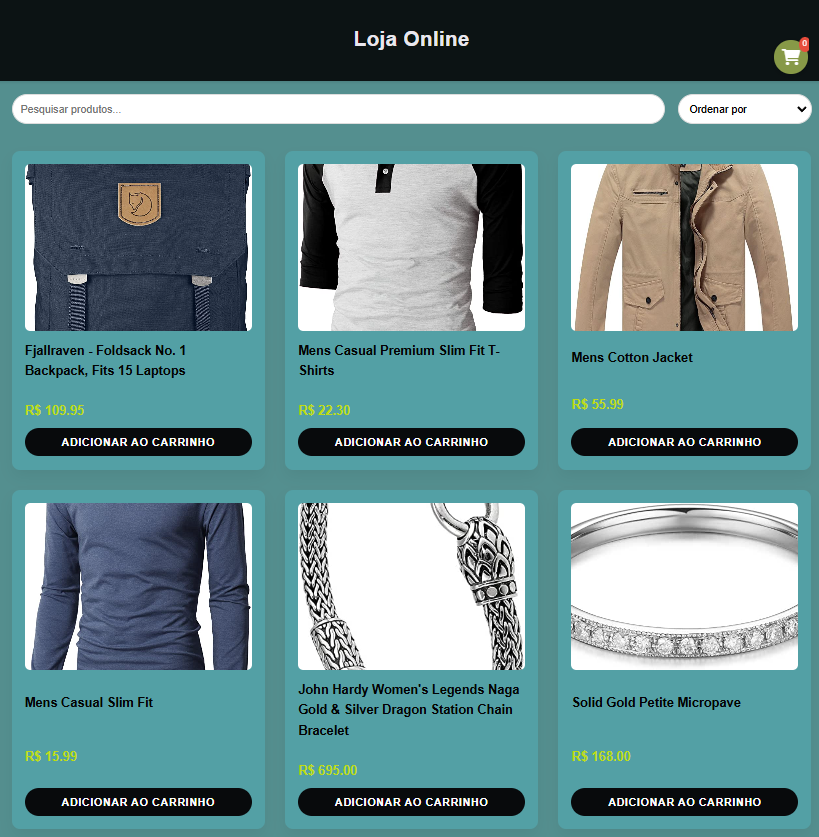 Loja Online
0
Pesquisar produtos...
Ordenar por
Fjallraven - Foldsack No. 1
Backpack, Fits 15 Laptops
R$ 109.95
ADICIONAR AO CARRINHO
Mens Casual Premium Slim Fit T-
Shirts
R$ 22.30
ADICIONAR AO CARRINHO
Mens Cotton Jacket
R$ 55.99
ADICIONAR AO CARRINHO
Mens Casual Slim Fit
R$ 15.99
ADICIONAR AO CARRINHO
John Hardy Women's Legends Naga
Gold & Silver Dragon Station Chain
Bracelet
R$ 695.00
ADICIONAR AO CARRINHO
Solid Gold Petite Micropave
R$ 168.00
ADICIONAR AO CARRINHO